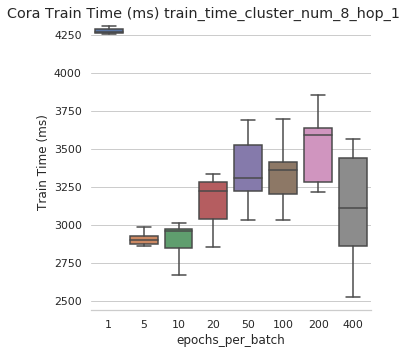 Cora Train Time (ms) train_time_cluster_num_8_hop_1
4250
4000
3750
3500
3250
3000
2750
2500
Train Time (ms)
1 5 10 20 50 100 200 400
epochs_per_batch